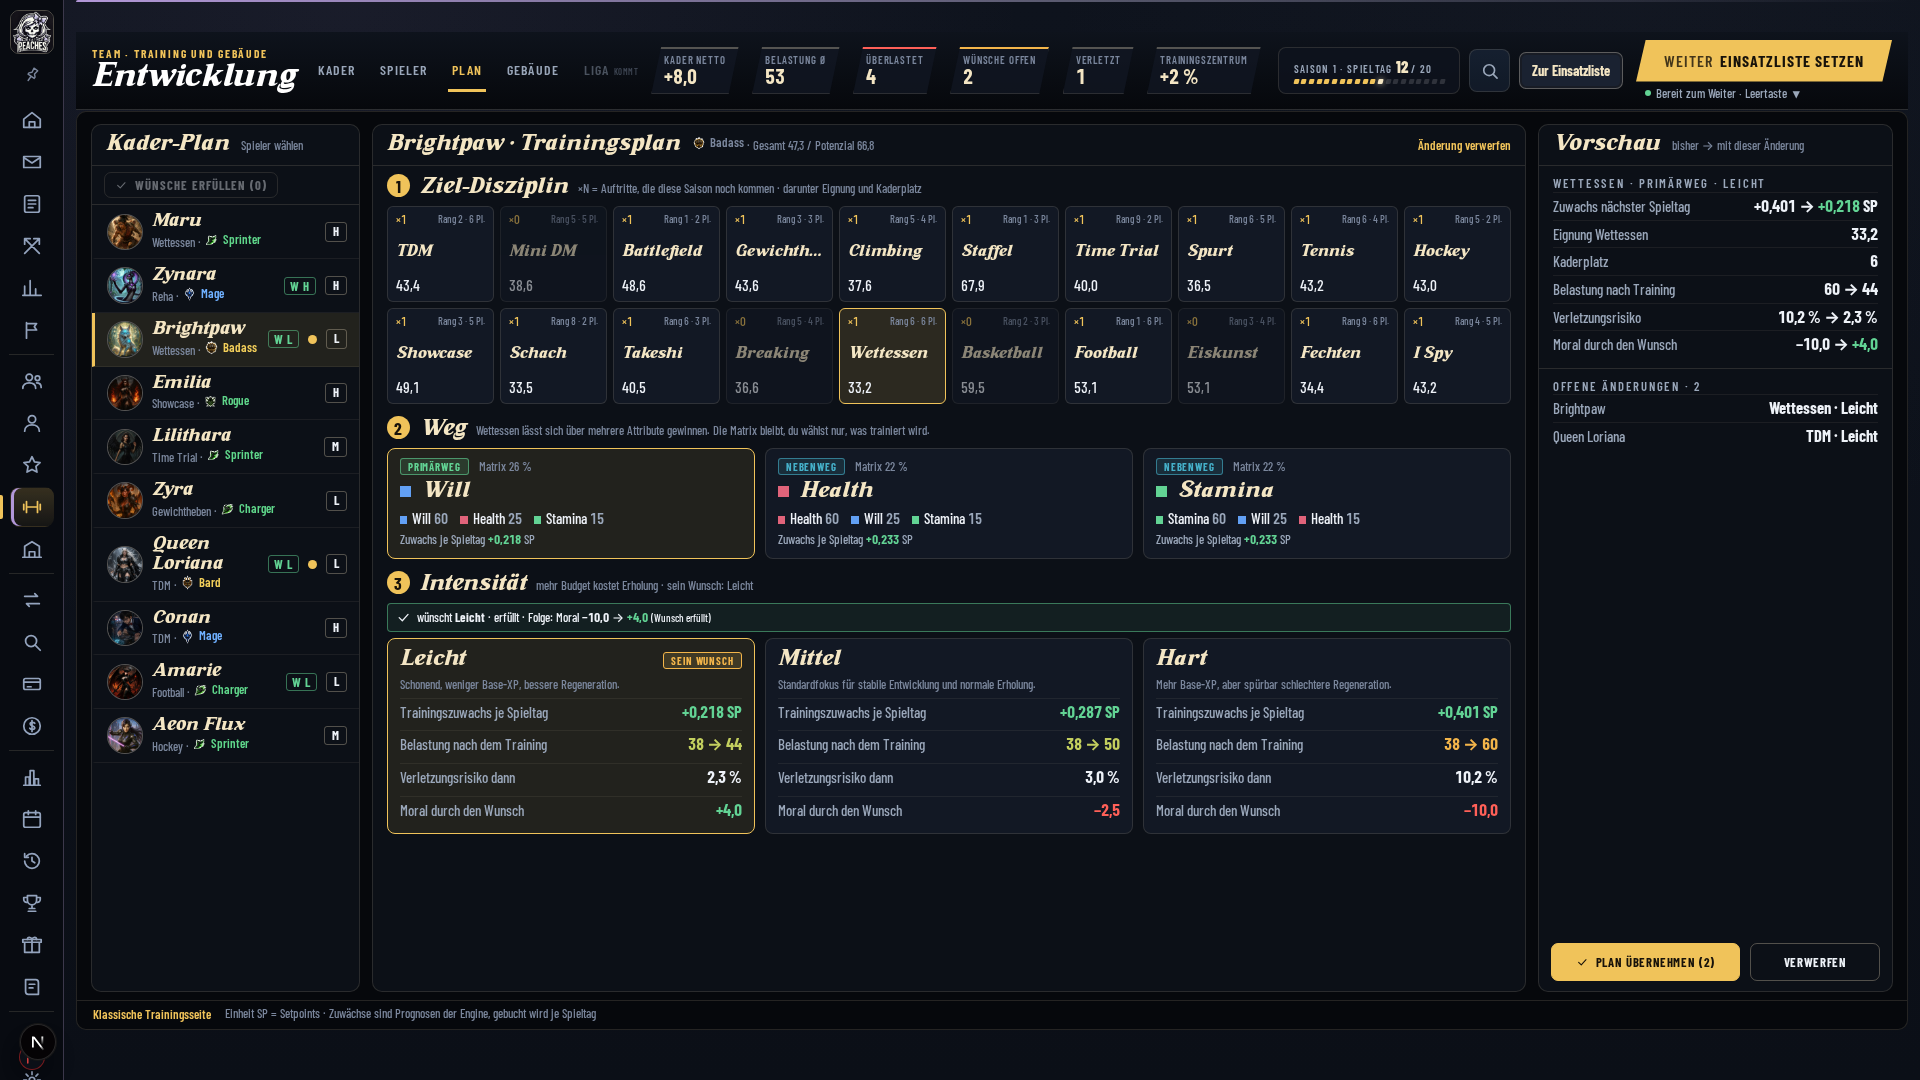 PEACHES
TEAM · TRAINING UND GEBÄUDE
Entwicklung
KADER
SPIELER
PLAN
GEBÄUDE
LIGA KOMMT
KADER NETTO
+8,0
BELASTUNG Ø
53
ÜBERLASTET
4
WÜNSCHE OFFEN
2
VERLETZT
1
TRAININGSZENTRUM
+2 %
SAISON 1 · SPIELTAG 12 / 20
Zur Einsatzliste
WEITER EINSATZLISTE SETZEN
Bereit zum Weiter · Leertaste ▼
Kader-Plan Spieler wählen
WÜNSCHE ERFÜLLEN (0)
Maru
Wettessen · Sprinter
H
Zynara
Reha · Mage
W H
H
Brightpaw
Wettessen · Badass
W L
L
Emilia
Showcase · Rogue
H
Lilithara
Time Trial · Sprinter
M
Zyra
Gewichtheben · Charger
L
Queen Loriana
TDM · Bard
W L
L
Conan
TDM · Mage
H
Amarie
Football · Charger
W L
L
Aeon Flux
Hockey · Sprinter
M
Brightpaw · Trainingsplan Badass · Gesamt 47,3 / Potenzial 66,8
Änderung verwerfen
1 Ziel-Disziplin ×N = Auftritte, die diese Saison noch kommen · darunter Eignung und Kaderplatz
×1 Rang 2 · 6 Pl.
TDM
43,4
×0 Rang 5 · 5 Pl.
Mini DM
38,6
×1 Rang 1 · 2 Pl.
Battlefield
48,6
×1 Rang 3 · 3 Pl.
Gewichth...
43,6
×1 Rang 5 · 4 Pl.
Climbing
37,6
×1 Rang 1 · 3 Pl.
Staffel
67,9
×1 Rang 9 · 2 Pl.
Time Trial
40,0
×1 Rang 6 · 5 Pl.
Spurt
36,5
×1 Rang 6 · 4 Pl.
Tennis
43,2
×1 Rang 5 · 2 Pl.
Hockey
43,0
×1 Rang 3 · 5 Pl.
Showcase
49,1
×1 Rang 8 · 2 Pl.
Schach
33,5
×1 Rang 6 · 3 Pl.
Takeshi
40,5
×0 Rang 5 · 4 Pl.
Breaking
36,6
×1 Rang 6 · 6 Pl.
Wettessen
33,2
×0 Rang 2 · 3 Pl.
Basketball
59,5
×1 Rang 1 · 6 Pl.
Football
53,1
×0 Rang 3 · 4 Pl.
Eiskunst
53,1
×1 Rang 9 · 6 Pl.
Fechten
34,4
×1 Rang 4 · 5 Pl.
I Spy
43,2
2 Weg Wettessen lässt sich über mehrere Attribute gewinnen. Die Matrix bleibt, du wählst nur, was trainiert wird.
PRIMÄRWEG Matrix 26 %
Will
Will 60 Health 25 Stamina 15
Zuwachs je Spieltag +0,218 SP
NEBENWEG Matrix 22 %
Health
Health 60 Will 25 Stamina 15
Zuwachs je Spieltag +0,233 SP
NEBENWEG Matrix 22 %
Stamina
Stamina 60 Will 25 Health 15
Zuwachs je Spieltag +0,233 SP
3 Intensität mehr Budget kostet Erholung · sein Wunsch: Leicht
wünscht Leicht · erfüllt · Folge: Moral −10,0 → +4,0 (Wunsch erfüllt)
Leicht
SEIN WUNSCH
Schonend, weniger Base-XP, bessere Regeneration.
Trainingszuwachs je Spieltag +0,218 SP
Belastung nach dem Training 38 → 44
Verletzungsrisiko dann 2,3 %
Moral durch den Wunsch +4,0
Mittel
Standardfokus für stabile Entwicklung und normale Erholung.
Trainingszuwachs je Spieltag +0,287 SP
Belastung nach dem Training 38 → 50
Verletzungsrisiko dann 3,0 %
Moral durch den Wunsch −2,5
Hart
Mehr Base-XP, aber spürbar schlechtere Regeneration.
Trainingszuwachs je Spieltag +0,401 SP
Belastung nach dem Training 38 → 60
Verletzungsrisiko dann 10,2 %
Moral durch den Wunsch −10,0
Vorschau bisher → mit dieser Änderung
WETTESSEN · PRIMÄRWEG · LEICHT
Zuwachs nächster Spieltag +0,401 → +0,218 SP
Eignung Wettessen 33,2
Kaderplatz 6
Belastung nach Training 60 → 44
Verletzungsrisiko 10,2 % → 2,3 %
Moral durch den Wunsch −10,0 → +4,0
OFFENE ÄNDERUNGEN · 2
Brightpaw Wettessen · Leicht
Queen Loriana TDM · Leicht
PLAN ÜBERNEHMEN (2)
VERWERFEN
Klassische Trainingsseite Einheit SP = Setpoints · Zuwächse sind Prognosen der Engine, gebucht wird je Spieltag
N